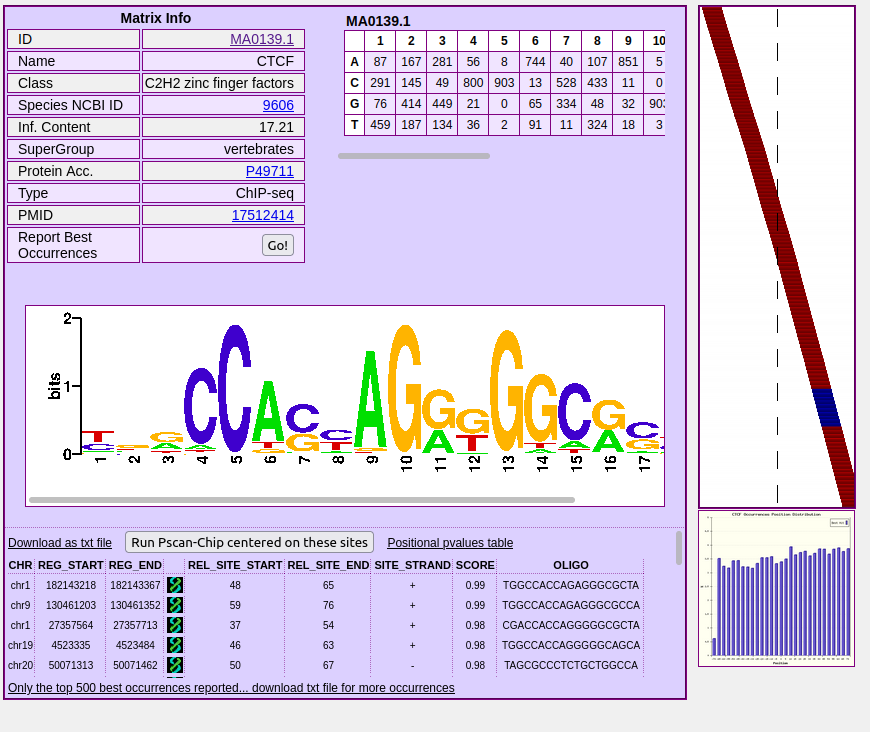 Matrix Info
ID MA0139.1
Name CTCF
Class C2H2 zinc finger factors
Species NCBI ID 9606
Inf. Content 17.21
SuperGroup vertebrates
Protein Acc. P49711
Type ChIP-seq
PMID 17512414
Report Best Occurrences Go!
MA0139.1
1 2 3 4 5 6 7 8 9 10
A 87 167 281 56 8 744 40 107 851 5
C 291 145 49 800 903 13 528 433 11 0
G 76 414 449 21 0 65 334 48 32 903
T 459 187 134 36 2 91 11 324 18 3
2
1
0
bits
1 2 3 4 5 6 7 8 9 10 11 12 13 14 15 16 17
Download as txt file Run Pscan-Chip centered on these sites Positional pvalues table
CHR REG_START REG_END REL_SITE_START REL_SITE_END SITE_STRAND SCORE OLIGO
chr1 182143218 182143367 48 65 + 0.99 TGGCCACCAGAGGGCGCTA
chr9 130461203 130461352 59 76 + 0.99 TGGCCACCAGAGGGCGCCA
chr1 27357564 27357713 37 54 + 0.98 CGACCACCAGGGGGCGCTA
chr19 4523335 4523484 46 63 + 0.98 TGGCCACCAGGGGGCAGCA
chr20 50071313 50071462 50 67 - 0.98 TAGCGCCCTCTGCTGGCCA
Only the top 500 best occurrences reported... download txt file for more occurrences
CTCF Occurrences Position Distribution
Position